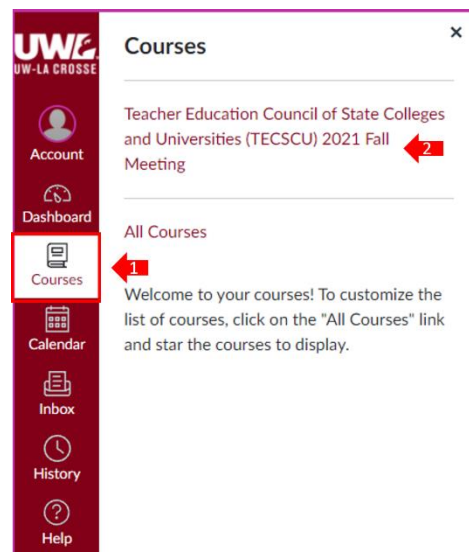 UWL
UW-LA CROSSE
Account
Dashboard
Courses
Calendar
Inbox
History
Help
Courses
×
Teacher Education Council of State Colleges
and Universities (TECSCU) 2021 Fall
Meeting
2
All Courses
1
Welcome to your courses! To customize the
list of courses, click on the "All Courses" link
and star the courses to display.